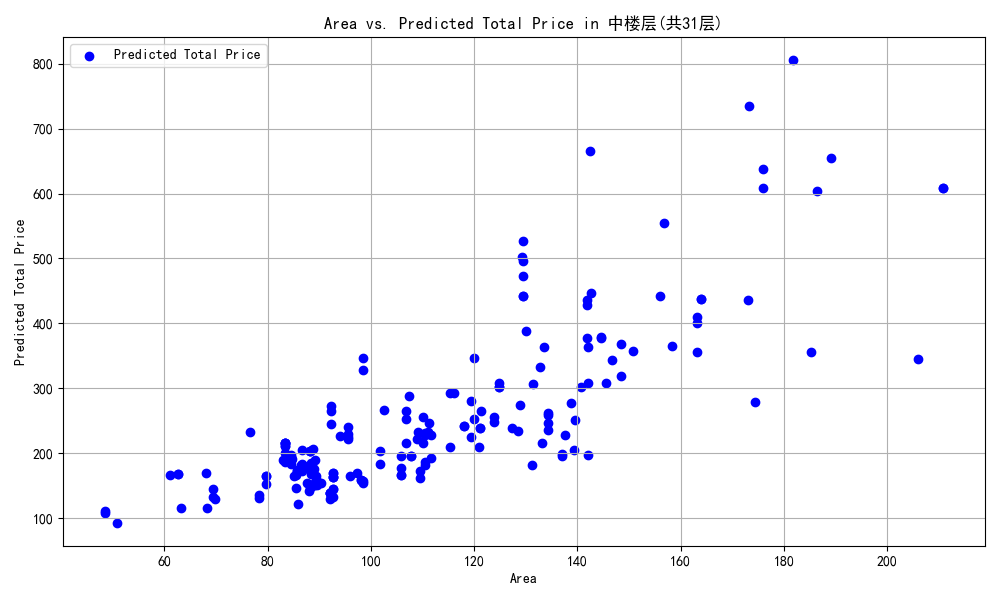 Area vs. Predicted Total Price in 中楼层(共31层)
Predicted Total Price
Predicted Total Price
800
700
600
500
400
300
200
100
60 80 100 120 140 160 180 200
Area